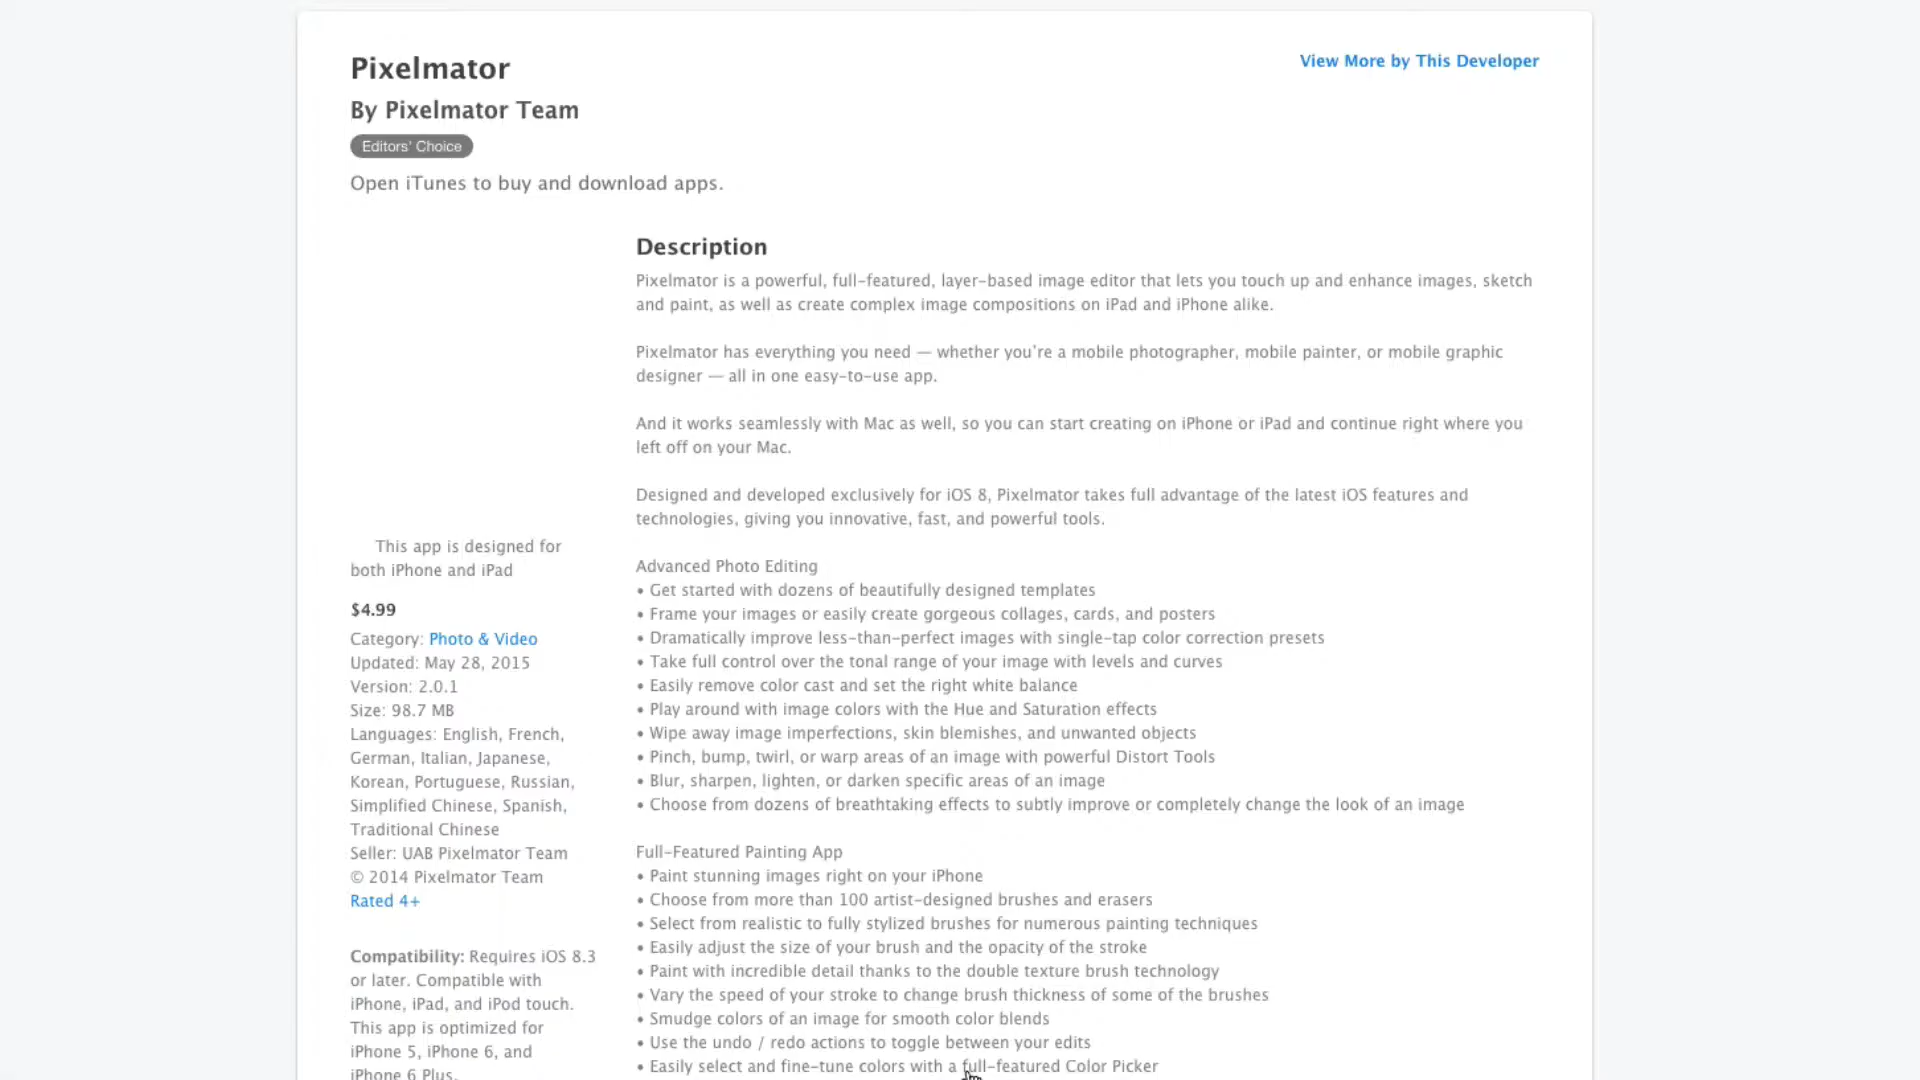 Pixelmator
View More by This Developer
By Pixelmator Team
Editors' Choice
Open iTunes to buy and download apps.
This app is designed for
both iPhone and iPad
$4.99
Category: Photo & Video
Updated: May 28, 2015
Version: 2.0.1
Size: 98.7 MB
Languages: English, French,
German, Italian, Japanese,
Korean, Portuguese, Russian,
Simplified Chinese, Spanish,
Traditional Chinese
Seller: UAB Pixelmator Team
© 2014 Pixelmator Team
Rated 4+
Compatibility: Requires iOS 8.3
or later. Compatible with
iPhone, iPad, and iPod touch.
This app is optimized for
iPhone 5, iPhone 6, and
iPhone 6 Plus.
Description
Pixelmator is a powerful, full-featured, layer-based image editor that lets you touch up and enhance images, sketch
and paint, as well as create complex image compositions on iPad and iPhone alike.
Pixelmator has everything you need — whether you're a mobile photographer, mobile painter, or mobile graphic
designer — all in one easy-to-use app.
And it works seamlessly with Mac as well, so you can start creating on iPhone or iPad and continue right where you
left off on your Mac.
Designed and developed exclusively for iOS 8, Pixelmator takes full advantage of the latest iOS features and
technologies, giving you innovative, fast, and powerful tools.
Advanced Photo Editing
• Get started with dozens of beautifully designed templates
• Frame your images or easily create gorgeous collages, cards, and posters
• Dramatically improve less-than-perfect images with single-tap color correction presets
• Take full control over the tonal range of your image with levels and curves
• Easily remove color cast and set the right white balance
• Play around with image colors with the Hue and Saturation effects
• Wipe away image imperfections, skin blemishes, and unwanted objects
• Pinch, bump, twirl, or warp areas of an image with powerful Distort Tools
• Blur, sharpen, lighten, or darken specific areas of an image
• Choose from dozens of breathtaking effects to subtly improve or completely change the look of an image
Full-Featured Painting App
• Paint stunning images right on your iPhone
• Choose from more than 100 artist-designed brushes and erasers
• Select from realistic to fully stylized brushes for numerous painting techniques
• Easily adjust the size of your brush and the opacity of the stroke
• Paint with incredible detail thanks to the double texture brush technology
• Vary the speed of your stroke to change brush thickness of some of the brushes
• Smudge colors of an image for smooth color blends
• Use the undo / redo actions to toggle between your edits
• Easily select and fine-tune colors with a full-featured Color Picker